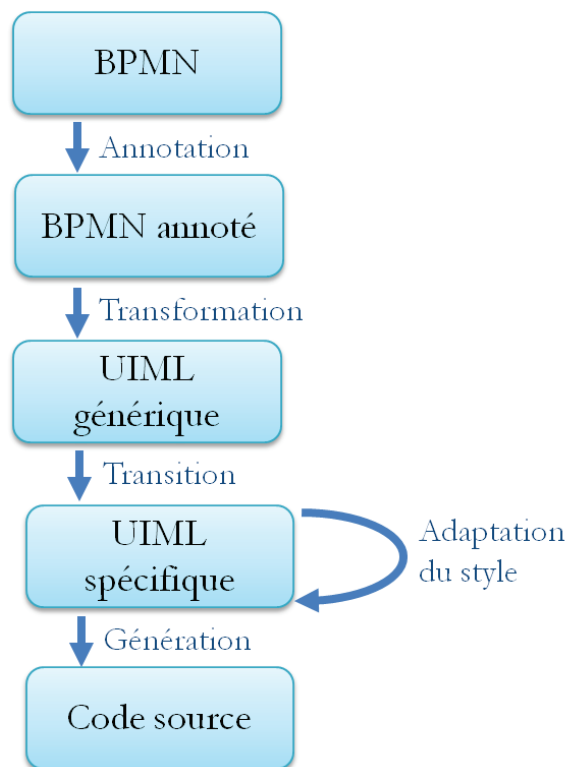 BPMN
Annotation
BPMN annoté
Transformation
UIML
générique
Transition
UIML
spécifique
Adaptation
du style
Génération
Code source